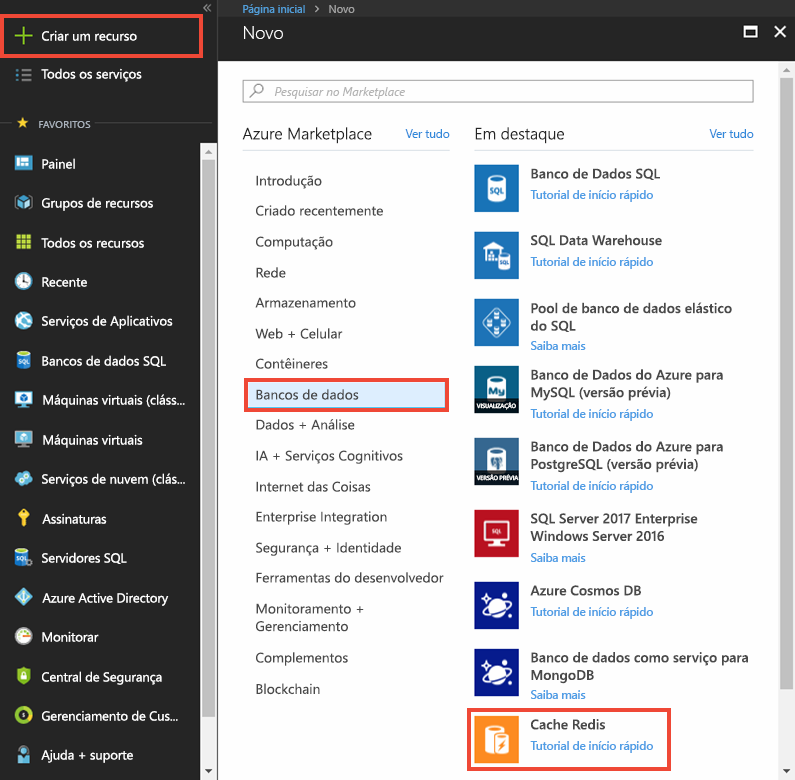 Criar um recurso
Todos os serviços
FAVORITOS
Painel
Grupos de recursos
Todos os recursos
Recente
Serviços de Aplicativos
Bancos de dados SQL
Máquinas virtuais (cláss...
Máquinas virtuais
Serviços de nuvem (clás...
Assinaturas
Servidores SQL
Azure Active Directory
Monitorar
Central de Segurança
Gerenciamento de Cus...
Ajuda + suporte
Página inicial > Novo
Novo
Pesquisar no Marketplace
Azure Marketplace Ver tudo
Introdução
Criado recentemente
Computação
Rede
Armazenamento
Web + Celular
Contêineres
Bancos de dados
Dados + Análise
IA + Serviços Cognitivos
Internet das Coisas
Enterprise Integration
Segurança + Identidade
Ferramentas do desenvolvedor
Monitoramento +
Gerenciamento
Complementos
Blockchain
Em destaque Ver tudo
SQL
Banco de Dados SQL
Tutorial de início rápido
SQL
SQL Data Warehouse
Tutorial de início rápido
Pool de banco de dados elástico
do SQL
Saiba mais
My
VISUALIZAÇÃO
Banco de Dados do Azure para
MySQL (versão prévia)
Tutorial de início rápido
VERSÃO PRÉVIA
Banco de Dados do Azure para
PostgreSQL (versão prévia)
Tutorial de início rápido
SQL
SQL Server 2017 Enterprise
Windows Server 2016
Saiba mais
Azure Cosmos DB
Tutorial de início rápido
Banco de dados como serviço para
MongoDB
Saiba mais
Cache Redis
Tutorial de início rápido